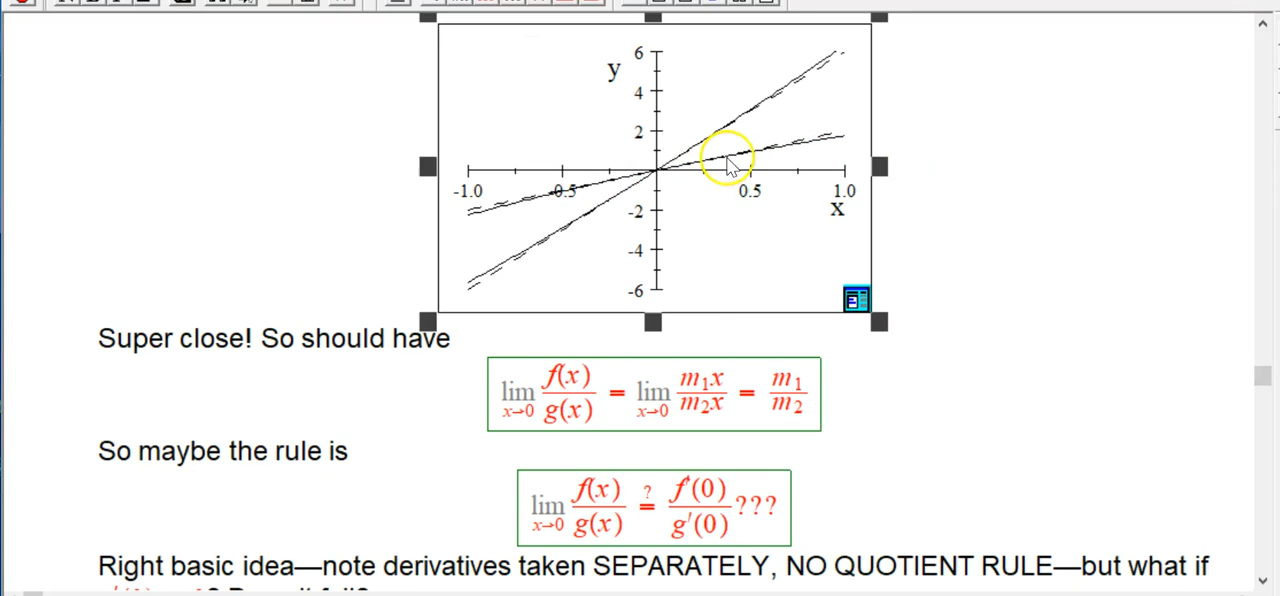 6
y
4
2
-1.0 -0.5 0.5 1.0
-2 x
-4
-6
Super close! So should have
lim x→0 f(x)/g(x) = lim x→0 m₁x/m₂x = m₁/m₂
So maybe the rule is
lim x→0 f(x)/g(x) ?= f′(0)/g′(0) ???
Right basic idea—note derivatives taken SEPARATELY, NO QUOTIENT RULE—but what if